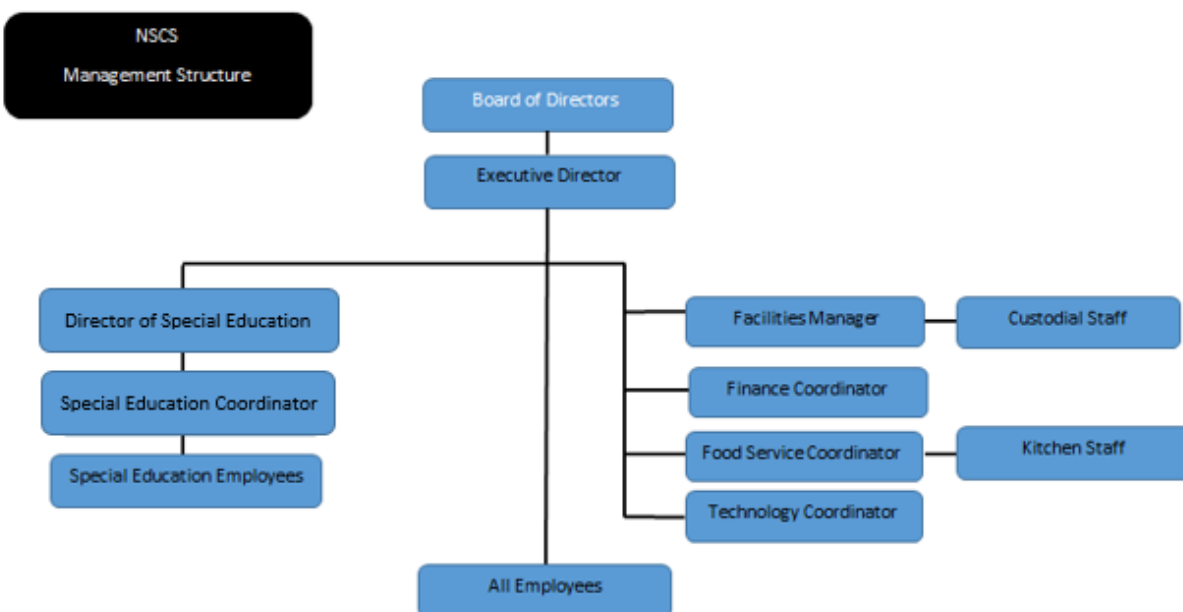 NSCS
Management Structure
Board of Directors
Executive Director
Director of Special Education
Special Education Coordinator
Special Education Employees
Facilities Manager
Custodial Staff
Finance Coordinator
Food Service Coordinator
Kitchen Staff
Technology Coordinator
All Employees